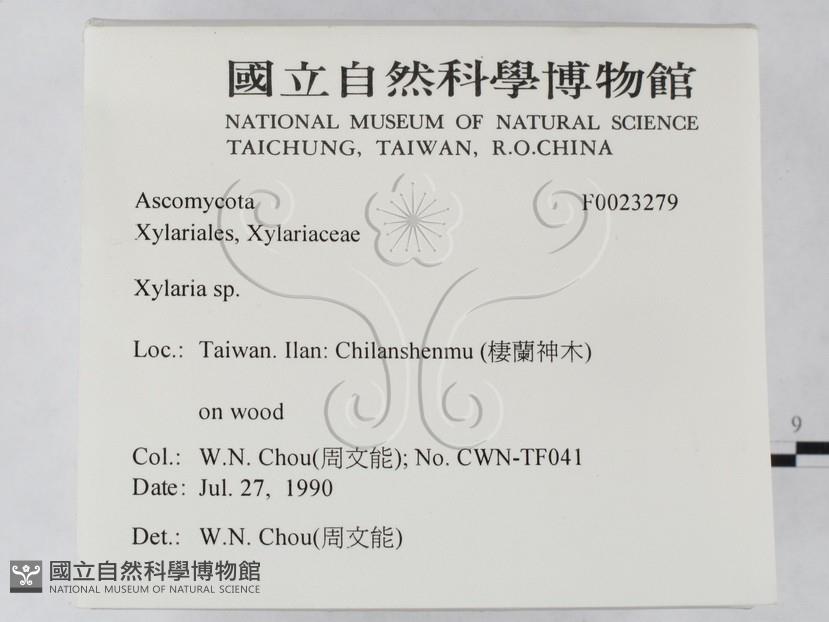 國立自然科學博物館
NATIONAL MUSEUM OF NATURAL SCIENCE
TAICHUNG, TAIWAN, R.O.CHINA
Ascomycota F0023279
Xylariales, Xylariaceae
Xylaria sp.
Loc.: Taiwan. Ilan: Chilanshenmu (棲蘭神木)
on wood
9
Col.: W.N. Chou(周文能); No. CWN-TF041
Date: Jul. 27, 1990
Det.: W.N. Chou(周文能)
國立自然科學博物館
NATIONAL MUSEUM OF NATURAL SCIENCE